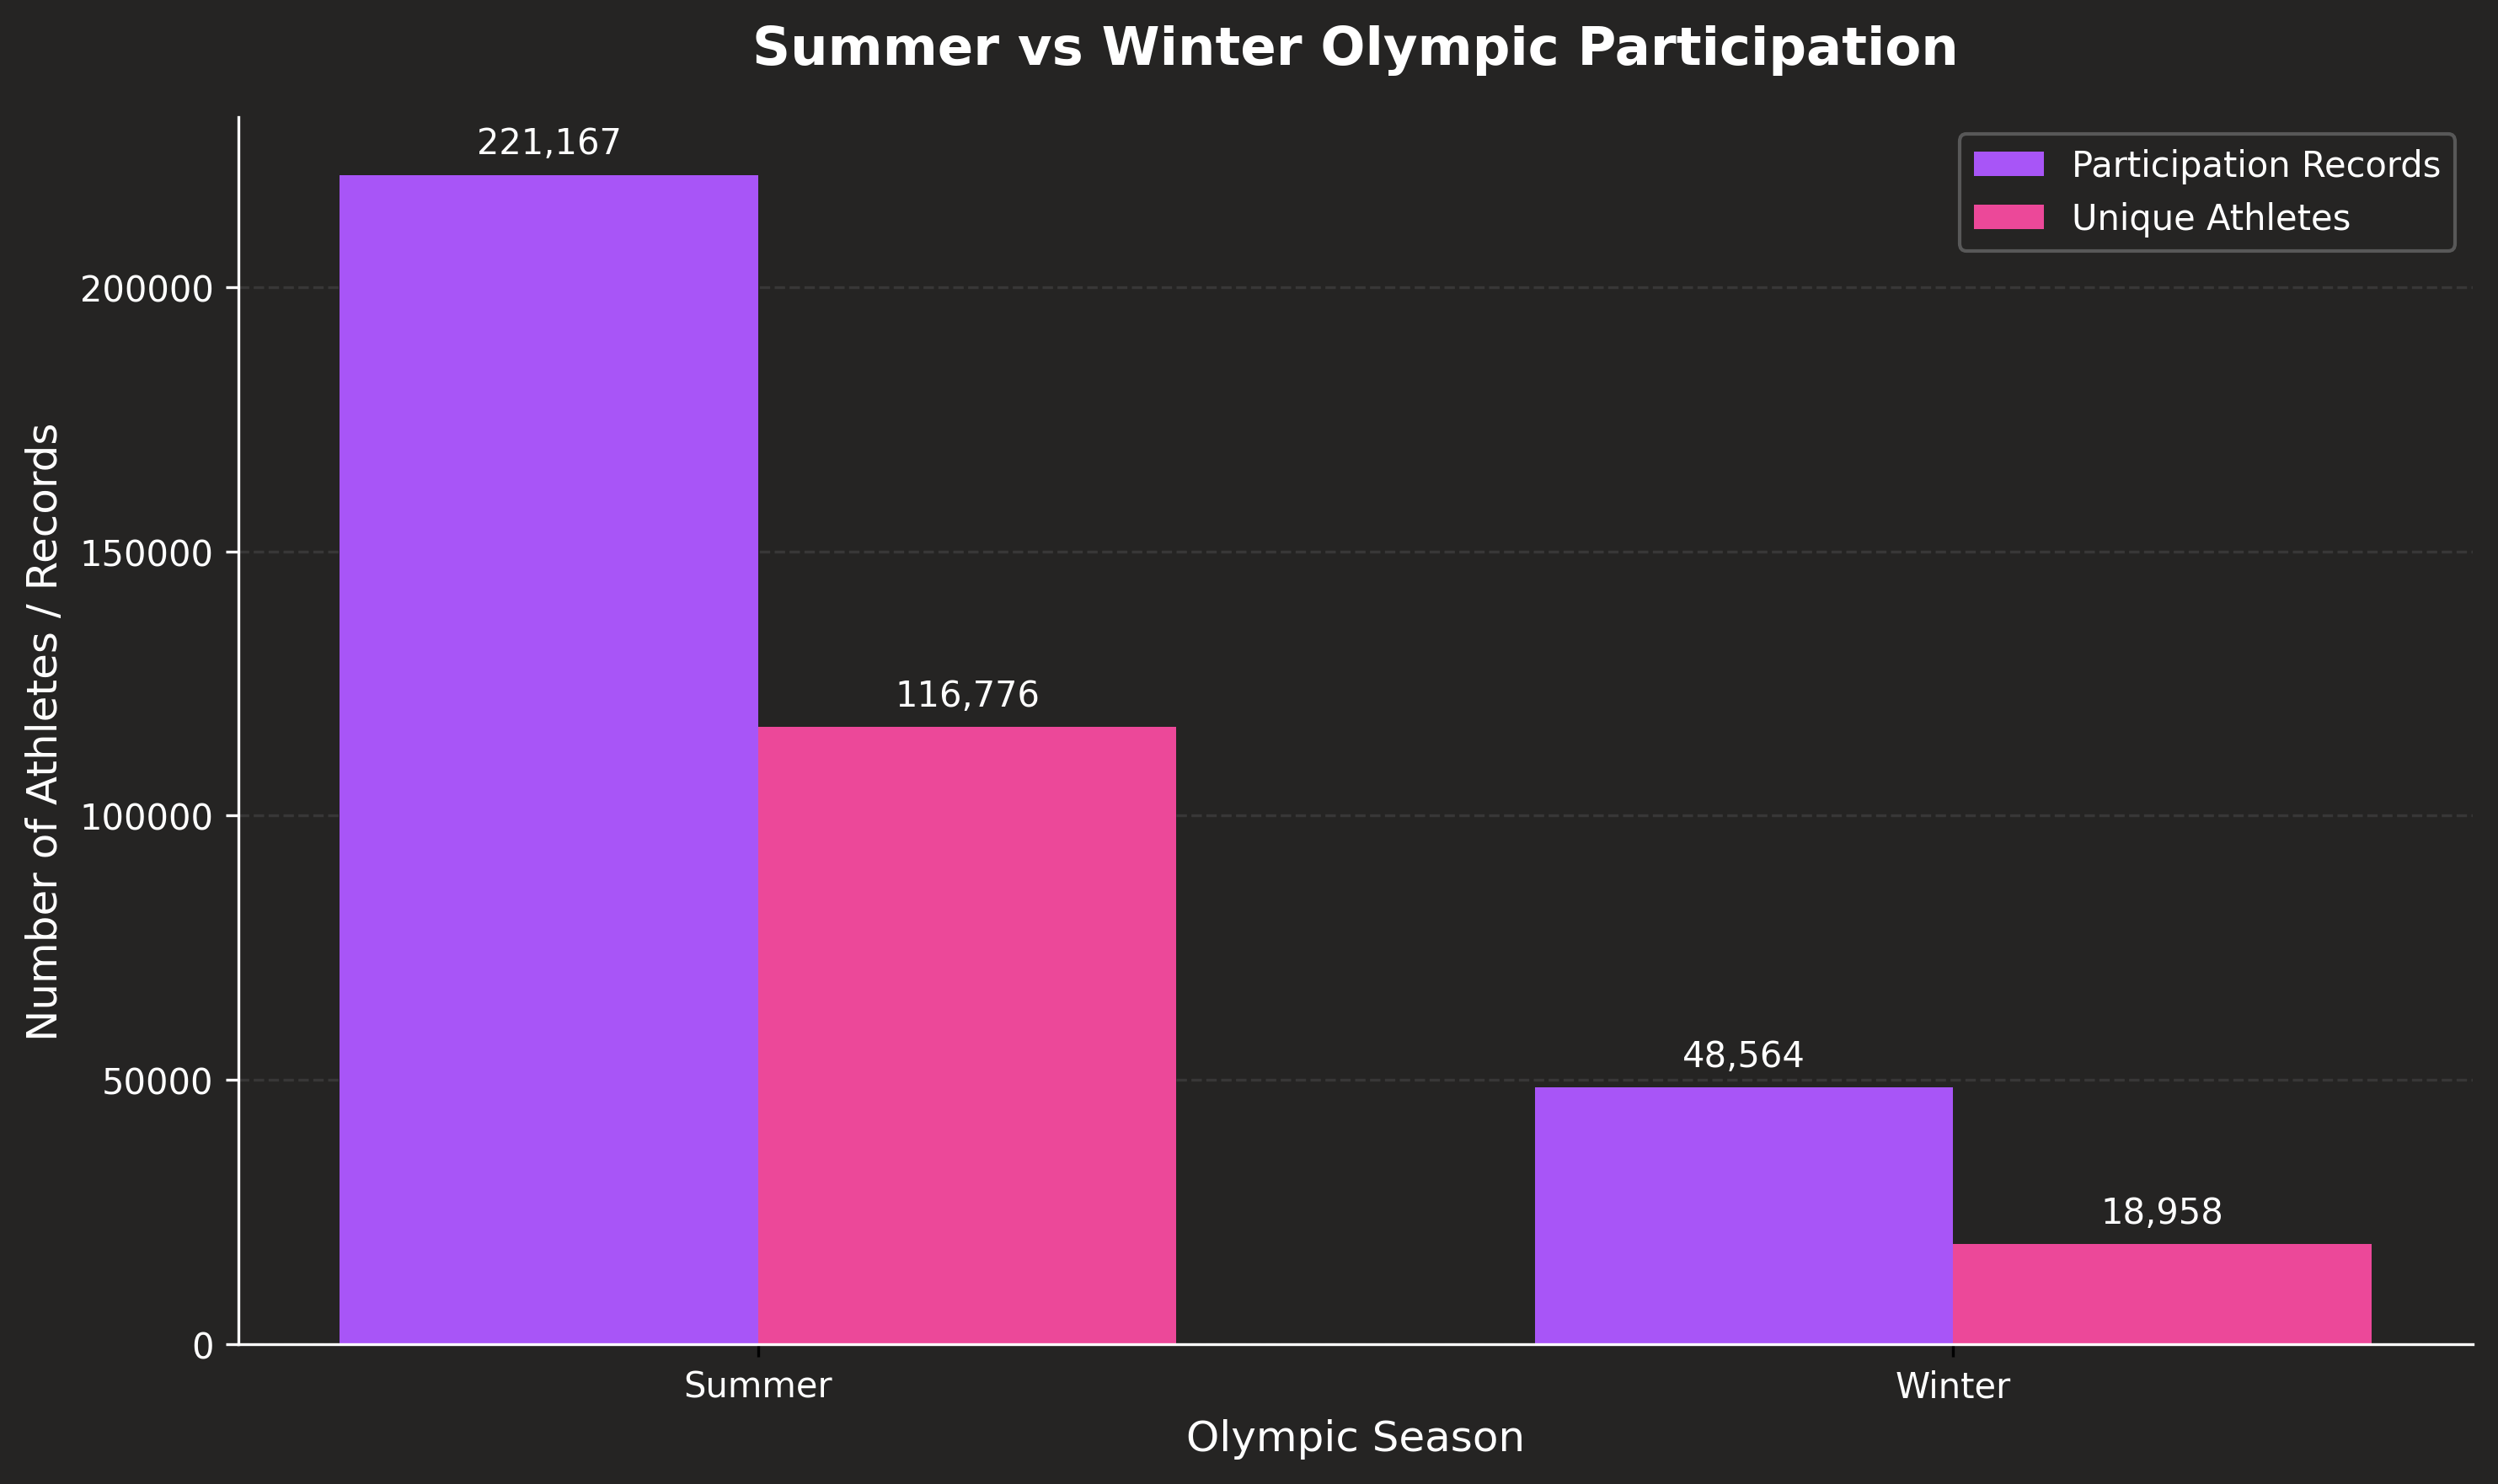 Summer vs Winter Olympic Participation
221,167
Participation Records
Unique Athletes
200000
150000
116,776
100000
48,564
50000
18,958
0
Number of Athletes / Records
Summer
Winter
Olympic Season